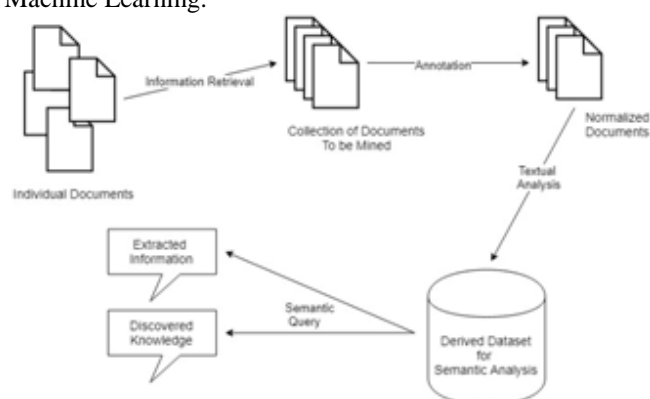 Machine Learning.
Information Retrieval
Annotation
Collection of Documents
To be Mined
Normalized
Documents
Individual Documents
Textual
Analysis
Extracted
Information
Semantic
Query
Discovered
Knowledge
Derived Dataset
for
Semantic Analysis